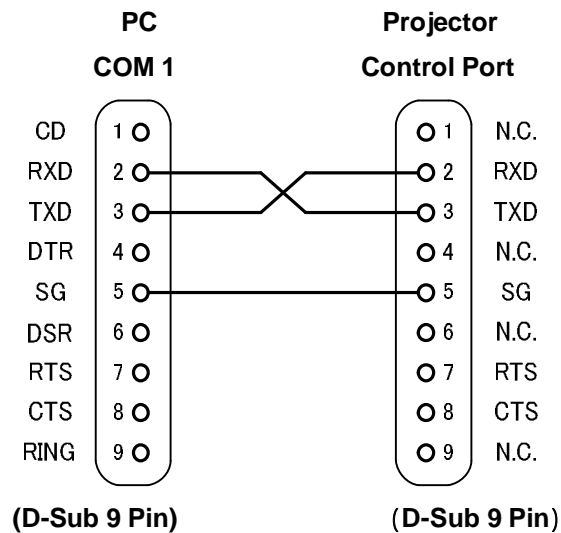 PC Projector
COM 1 Control Port
CD 1 1 N.C.
RXD 2 2 RXD
TXD 3 3 TXD
DTR 4 4 N.C.
SG 5 5 SG
DSR 6 6 N.C.
RTS 7 7 RTS
CTS 8 8 CTS
RING 9 9 N.C.
(D-Sub 9 Pin) (D-Sub 9 Pin)